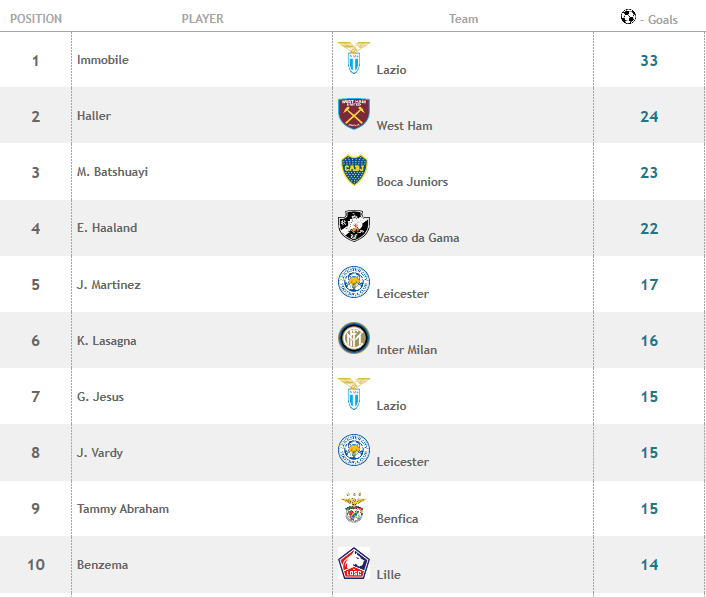 POSITION PLAYER Team - Goals
1 Immobile Lazio 33
2 Haller West Ham 24
3 M. Batshuayi Boca Juniors 23
4 E. Haaland Vasco da Gama 22
5 J. Martinez Leicester 17
6 K. Lasagna Inter Milan 16
7 G. Jesus Lazio 15
8 J. Vardy Leicester 15
9 Tammy Abraham Benfica 15
10 Benzema Lille 14